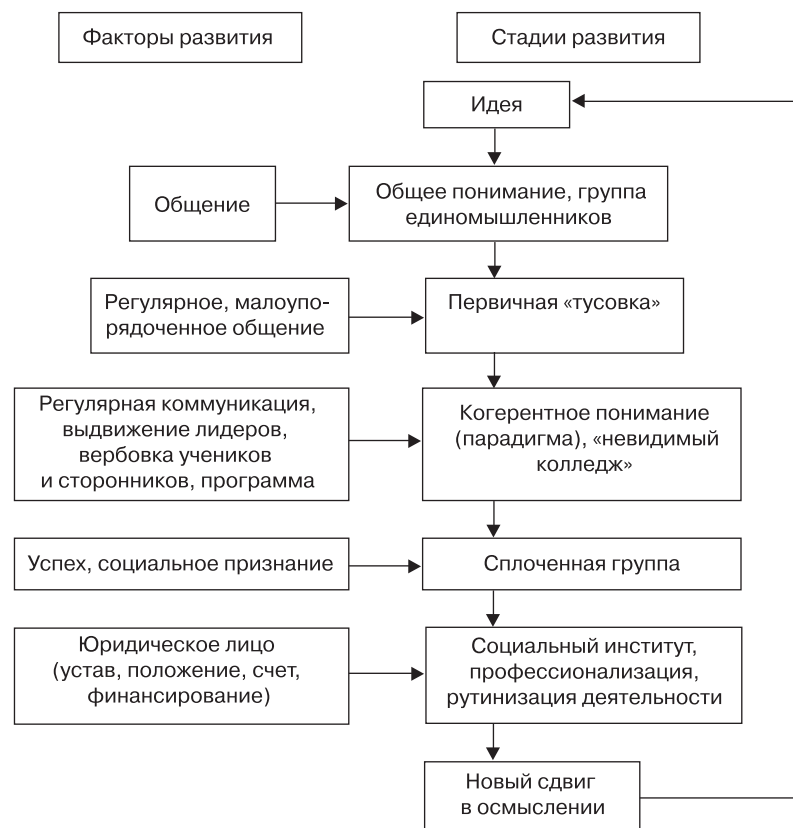 Факторы развития
Стадии развития
Идея
Общение
Общее понимание, группа
единомышленников
Регулярное, малоупо-
рядоченное общение
Первичная «тусовка»
Регулярная коммуникация,
выдвижение лидеров,
вербовка учеников
и сторонников, программа
Когерентное понимание
(парадигма), «невидимый
колледж»
Успех, социальное признание
Сплоченная группа
Юридическое лицо
(устав, положение, счет,
финансирование)
Социальный институт,
профессионализация,
рутинизация деятельности
Новый сдвиг
в осмыслении